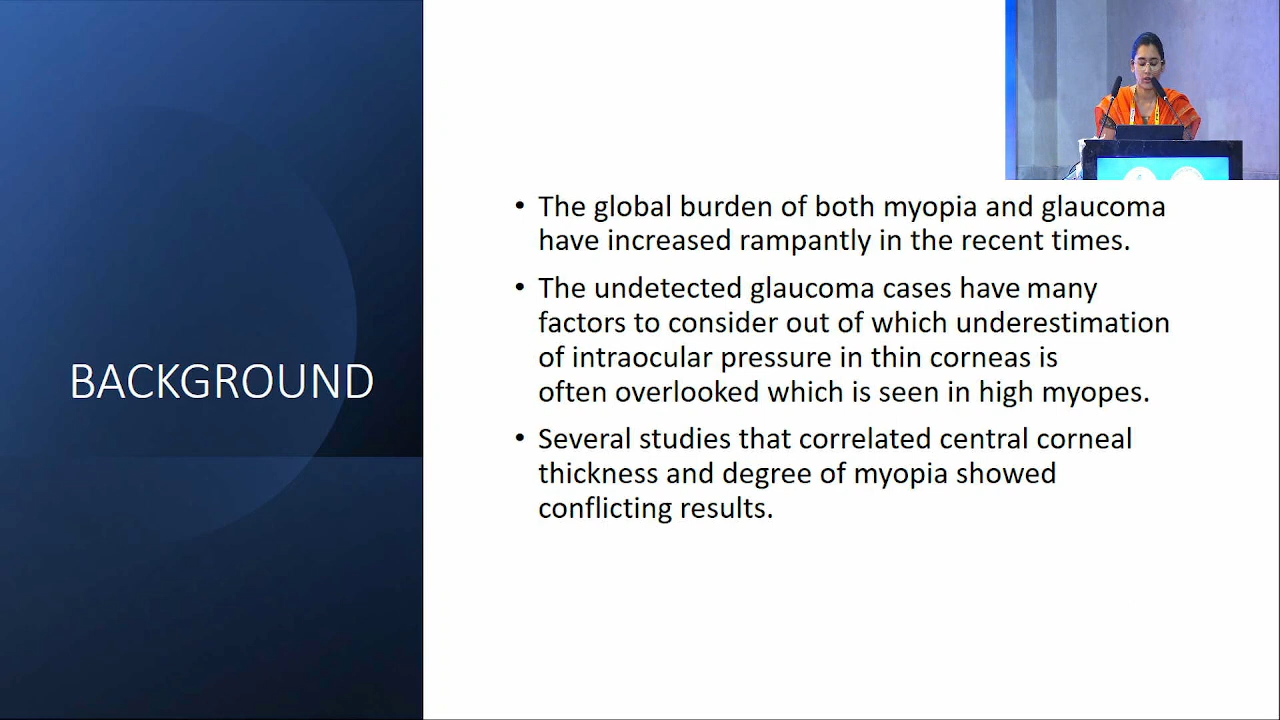 BACKGROUND
• The global burden of both myopia and glaucoma
have increased rampantly in the recent times.
• The undetected glaucoma cases have many
factors to consider out of which underestimation
of intraocular pressure in thin corneas is
often overlooked which is seen in high myopes.
• Several studies that correlated central corneal
thickness and degree of myopia showed
conflicting results.